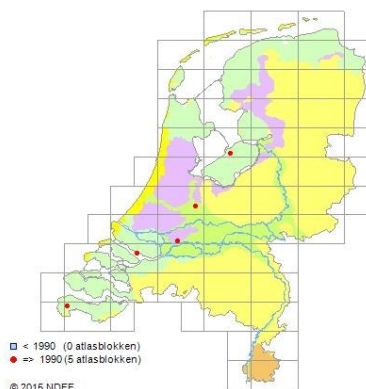 < 1990 (0 atlasblokken)
=> 1990 (5 atlasblokken)
© 2015 NDFF